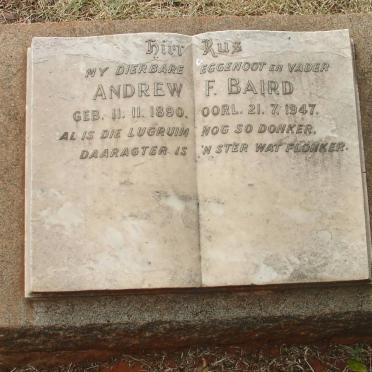 Hier Rus
MY DIERBARE EGGENOOT EN VADER
ANDREW F. BAIRD
GEB. 11. 11. 1890. OORL. 21. 7. 1947.
AL IS DIE LUGRUIM NOG SO DONKER,
DAARAGTER IS 'N STER WAT FLONKER.